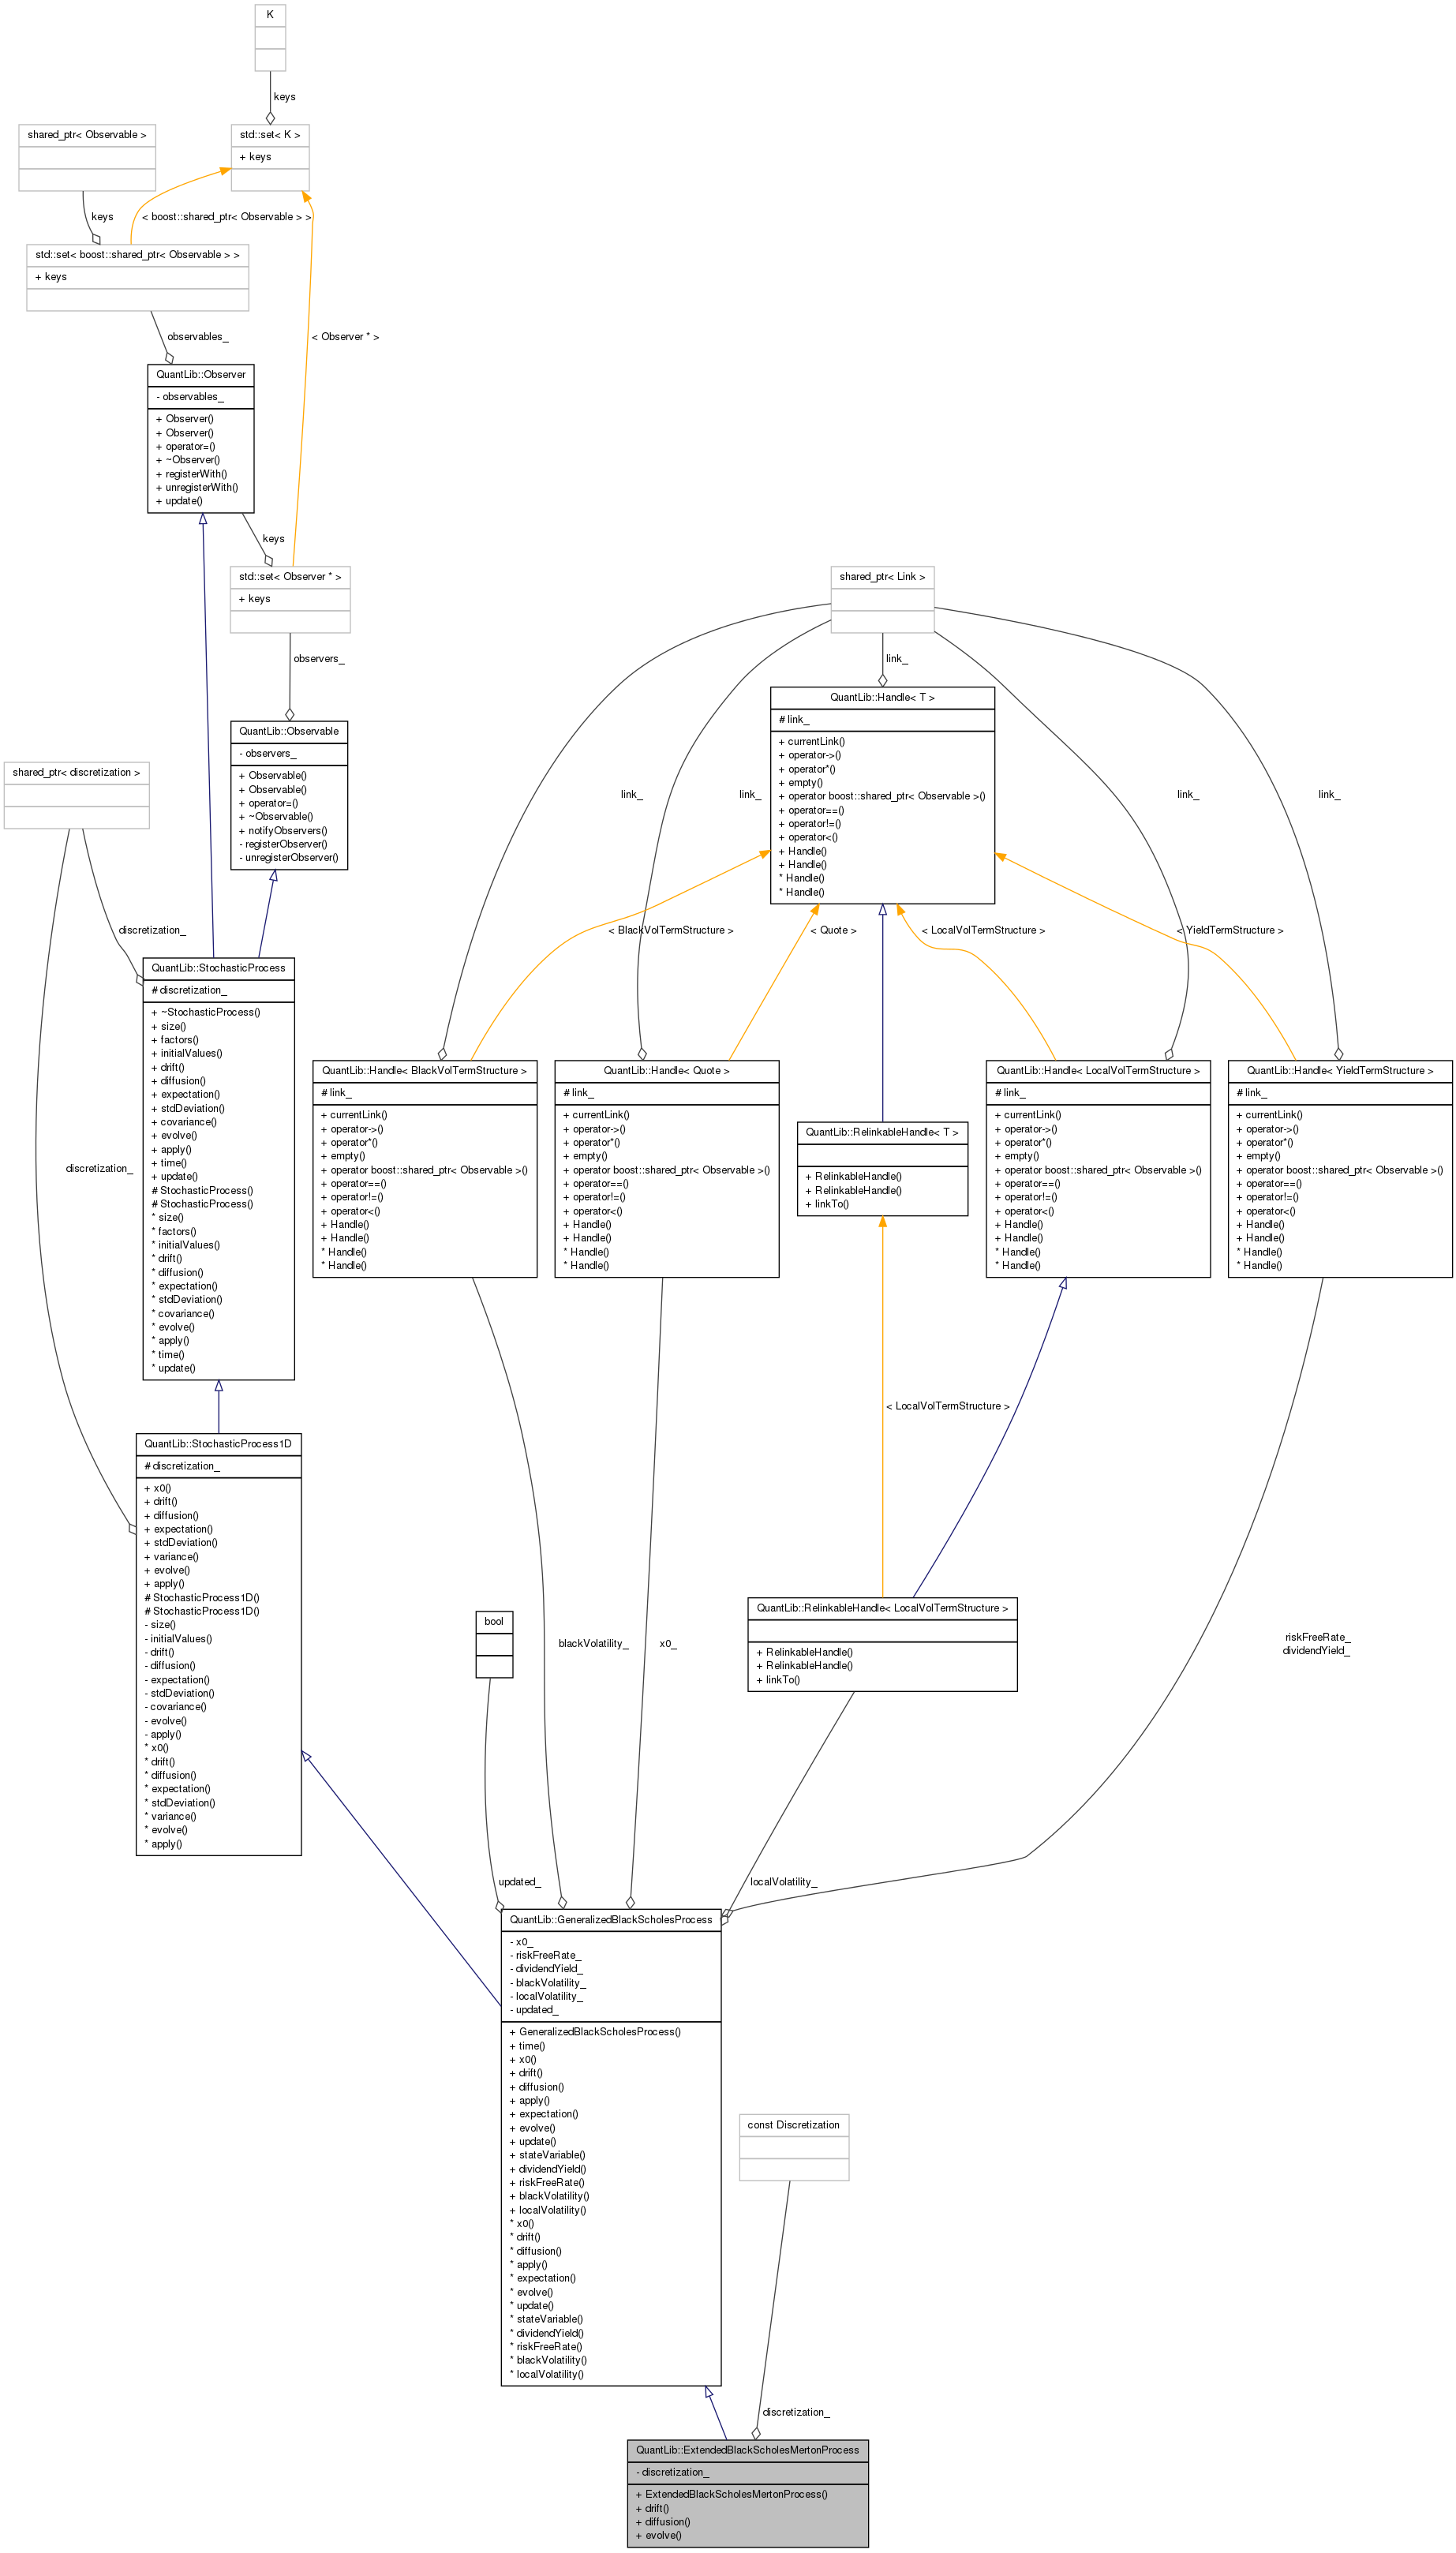 K
keys
shared_ptr< Observable >
std::set< K >
+ keys
keys
< boost::shared_ptr< Observable > >
std::set< boost::shared_ptr< Observable > >
+ keys
observables_
< Observer * >
QuantLib::Observer
- observables_
+ Observer()
+ Observer()
+ operator=()
+ ~Observer()
+ registerWith()
+ unregisterWith()
+ update()
keys
std::set< Observer * >
+ keys
shared_ptr< Link >
observers_
link_
QuantLib::Observable
- observers_
+ Observable()
+ Observable()
+ operator=()
+ ~Observable()
+ notifyObservers()
- registerObserver()
- unregisterObserver()
QuantLib::Handle< T >
# link_
+ currentLink()
+ operator->()
+ operator*()
+ empty()
+ operator boost::shared_ptr< Observable >()
+ operator==()
+ operator!=()
+ operator<()
+ Handle()
+ Handle()
* Handle()
* Handle()
shared_ptr< discretization >
link_
link_
link_
link_
discretization_
< BlackVolTermStructure >
< Quote >
< LocalVolTermStructure >
< YieldTermStructure >
QuantLib::StochasticProcess
# discretization_
+ ~StochasticProcess()
+ size()
+ factors()
+ initialValues()
+ drift()
+ diffusion()
+ expectation()
+ stdDeviation()
+ covariance()
+ evolve()
+ apply()
+ time()
+ update()
# StochasticProcess()
# StochasticProcess()
* size()
* factors()
* initialValues()
* drift()
* diffusion()
* expectation()
* stdDeviation()
* covariance()
* evolve()
* apply()
* time()
* update()
QuantLib::Handle< BlackVolTermStructure >
# link_
+ currentLink()
+ operator->()
+ operator*()
+ empty()
+ operator boost::shared_ptr< Observable >()
+ operator==()
+ operator!=()
+ operator<()
+ Handle()
+ Handle()
* Handle()
* Handle()
QuantLib::Handle< Quote >
# link_
+ currentLink()
+ operator->()
+ operator*()
+ empty()
+ operator boost::shared_ptr< Observable >()
+ operator==()
+ operator!=()
+ operator<()
+ Handle()
+ Handle()
* Handle()
* Handle()
QuantLib::RelinkableHandle< T >
+ RelinkableHandle()
+ RelinkableHandle()
+ linkTo()
QuantLib::Handle< LocalVolTermStructure >
# link_
+ currentLink()
+ operator->()
+ operator*()
+ empty()
+ operator boost::shared_ptr< Observable >()
+ operator==()
+ operator!=()
+ operator<()
+ Handle()
+ Handle()
* Handle()
* Handle()
QuantLib::Handle< YieldTermStructure >
# link_
+ currentLink()
+ operator->()
+ operator*()
+ empty()
+ operator boost::shared_ptr< Observable >()
+ operator==()
+ operator!=()
+ operator<()
+ Handle()
+ Handle()
* Handle()
* Handle()
discretization_
< LocalVolTermStructure >
QuantLib::StochasticProcess1D
# discretization_
+ x0()
+ drift()
+ diffusion()
+ expectation()
+ stdDeviation()
+ variance()
+ evolve()
+ apply()
# StochasticProcess1D()
# StochasticProcess1D()
- size()
- initialValues()
- drift()
- diffusion()
- expectation()
- stdDeviation()
- covariance()
- evolve()
- apply()
* x0()
* drift()
* diffusion()
* expectation()
* stdDeviation()
* variance()
* evolve()
* apply()
bool
blackVolatility_
x0_
QuantLib::RelinkableHandle< LocalVolTermStructure >
+ RelinkableHandle()
+ RelinkableHandle()
+ linkTo()
riskFreeRate_
dividendYield_
updated_
localVolatility_
QuantLib::GeneralizedBlackScholesProcess
- x0_
- riskFreeRate_
- dividendYield_
- blackVolatility_
- localVolatility_
- updated_
+ GeneralizedBlackScholesProcess()
+ time()
+ x0()
+ drift()
+ diffusion()
+ apply()
+ expectation()
+ evolve()
+ update()
+ stateVariable()
+ dividendYield()
+ riskFreeRate()
+ blackVolatility()
+ localVolatility()
* x0()
* drift()
* diffusion()
* apply()
* expectation()
* evolve()
* update()
* stateVariable()
* dividendYield()
* riskFreeRate()
* blackVolatility()
* localVolatility()
const Discretization
discretization_
QuantLib::ExtendedBlackScholesMertonProcess
- discretization_
+ ExtendedBlackScholesMertonProcess()
+ drift()
+ diffusion()
+ evolve()